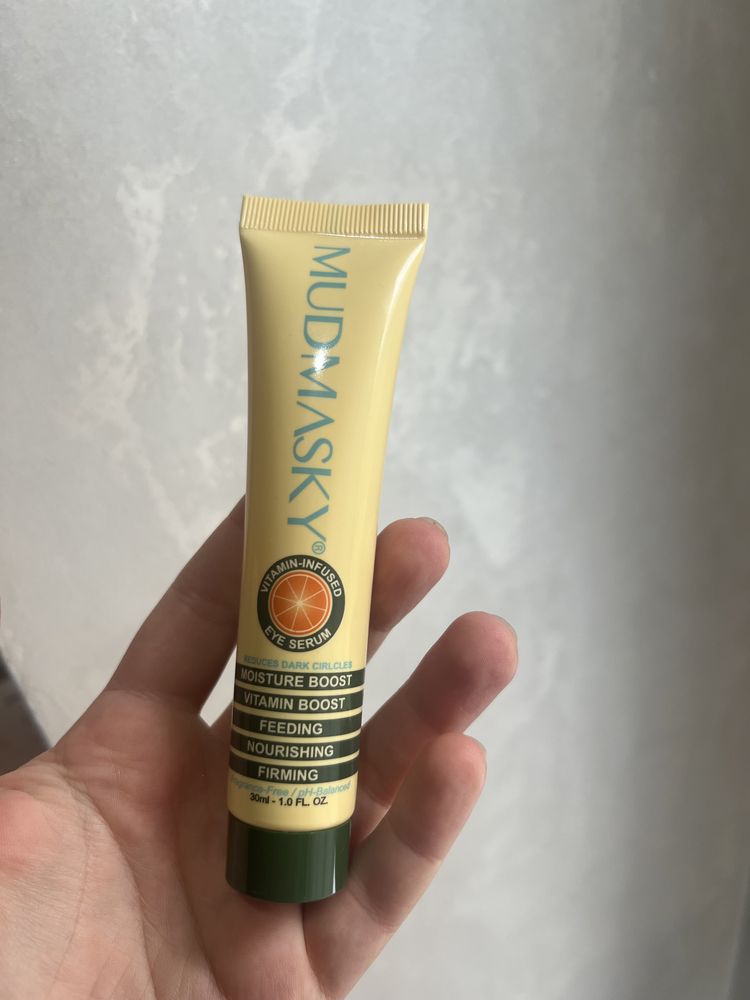 MUDMASKY®
VITAMIN-INFUSED
EYE SERUM
REDUCES DARK CIRLCLES
MOISTURE BOOST
VITAMIN BOOST
FEEDING
NOURISHING
FIRMING
Fragrance-Free / pH-Balanced
30ml - 1.0 FL. OZ.